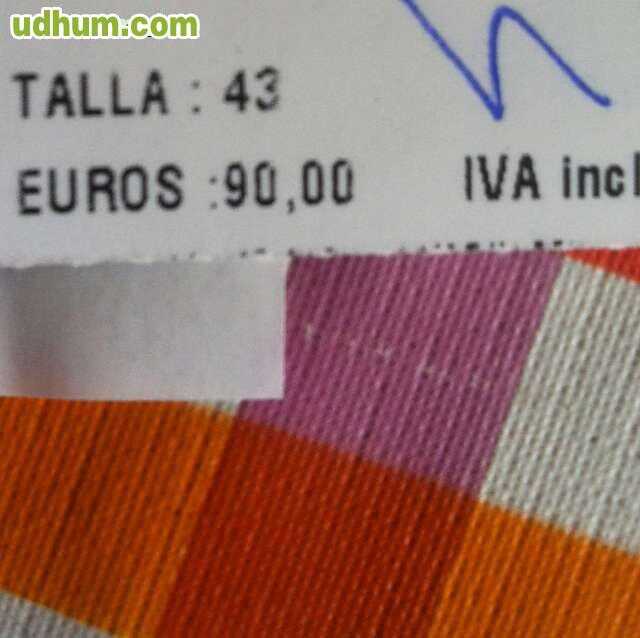 udhum.com
TALLA : 43
EUROS :90,00 IVA incl